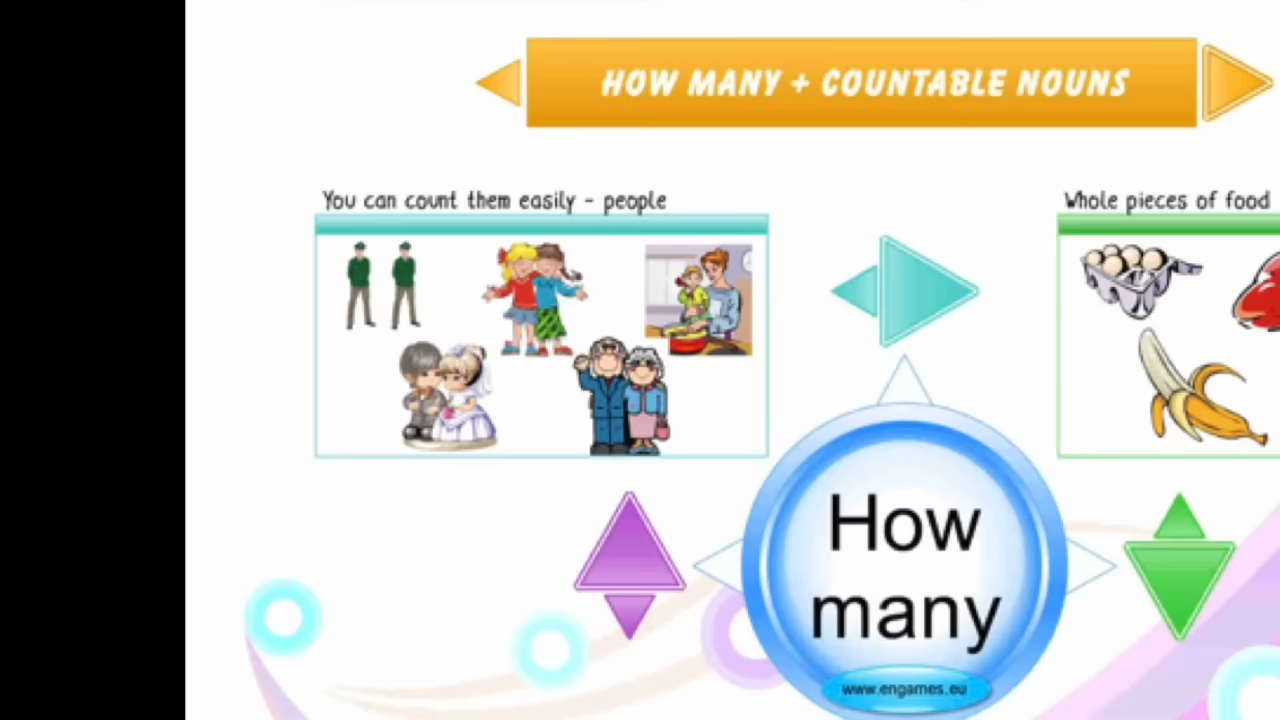 HOW MANY + COUNTABLE NOUNS
You can count them easily - people
Whole pieces of food
How
many
www.engames.eu